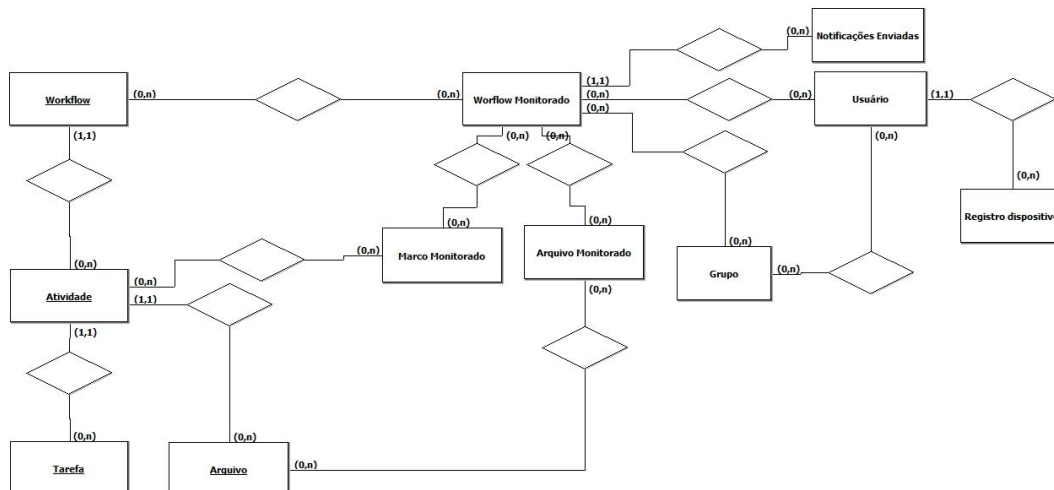 (0,n)
Notificações Enviadas
(1,1)
Workflow
(0,n)
(0,n)
Worflow Monitorado
(0,n)
(0,n)
Usuário
(1,1)
(0,n)
(1,1)
(0,n)
(0,n)
(0,n)
(0,n)
(0,n)
Registro dispositivo
(0,n)
(0,n)
Marco Monitorado
Arquivo Monitorado
(0,n)
(0,n)
(0,n)
(0,n)
Grupo
(0,n)
Atividade
(0,n)
(1,1)
(0,n)
(1,1)
(0,n)
(0,n)
Tarefa
Arquivo
(0,n)